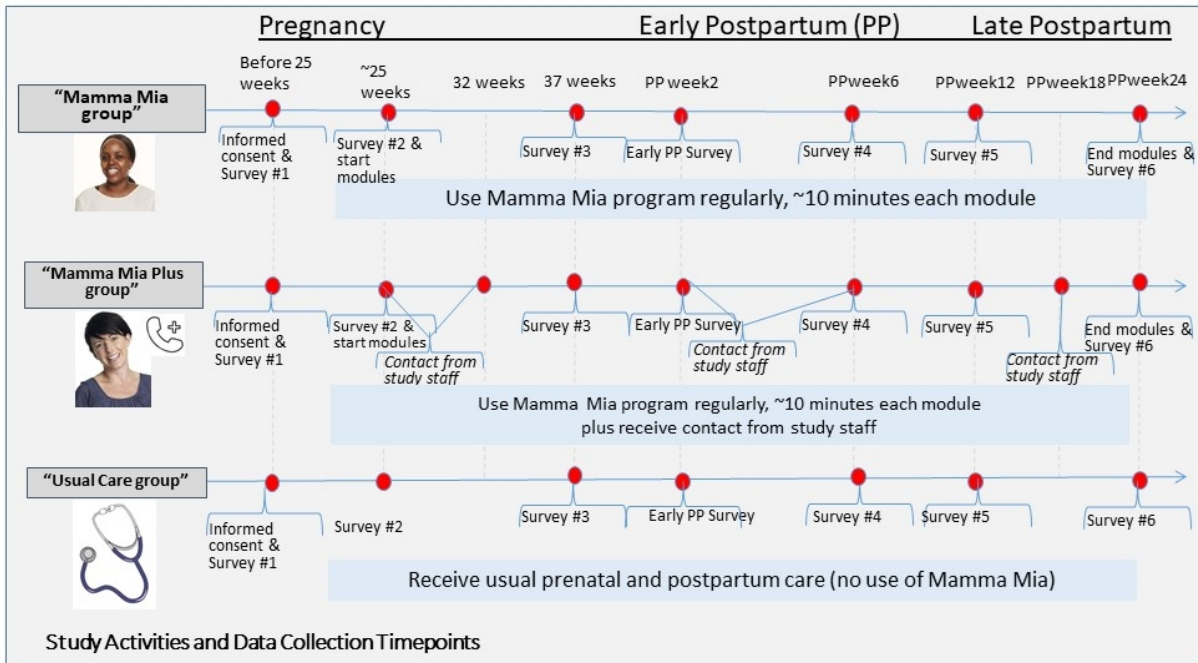 Pregnancy
Early Postpartum (PP)
Late Postpartum
Before 25
weeks
~25
weeks
32 weeks
37 weeks
PP week2
PPweek6
PPweek12
PPweek18
PPweek24
“Mamma Mia
group”
Informed
consent &
Survey #1
Survey #2 &
start
modules
Survey #3
Early PP Survey
Survey #4
Survey #5
End modules &
Survey #6
Use Mamma Mia program regularly, ~10 minutes each module
“Mamma Mia Plus
group”
Informed
consent &
Survey #1
Survey #2 &
start modules
Contact from
study staff
Survey #3
Early PP Survey
Contact from
study staff
Survey #4
Survey #5
Contact from
study staff
End modules &
Survey #6
Use Mamma Mia program regularly, ~10 minutes each module
plus receive contact from study staff
“Usual Care group”
Informed
consent &
Survey #1
Survey #2
Survey #3
Early PP Survey
Survey #4
Survey #5
Survey #6
Receive usual prenatal and postpartum care (no use of Mamma Mia)
Study Activities and Data Collection Timepoints